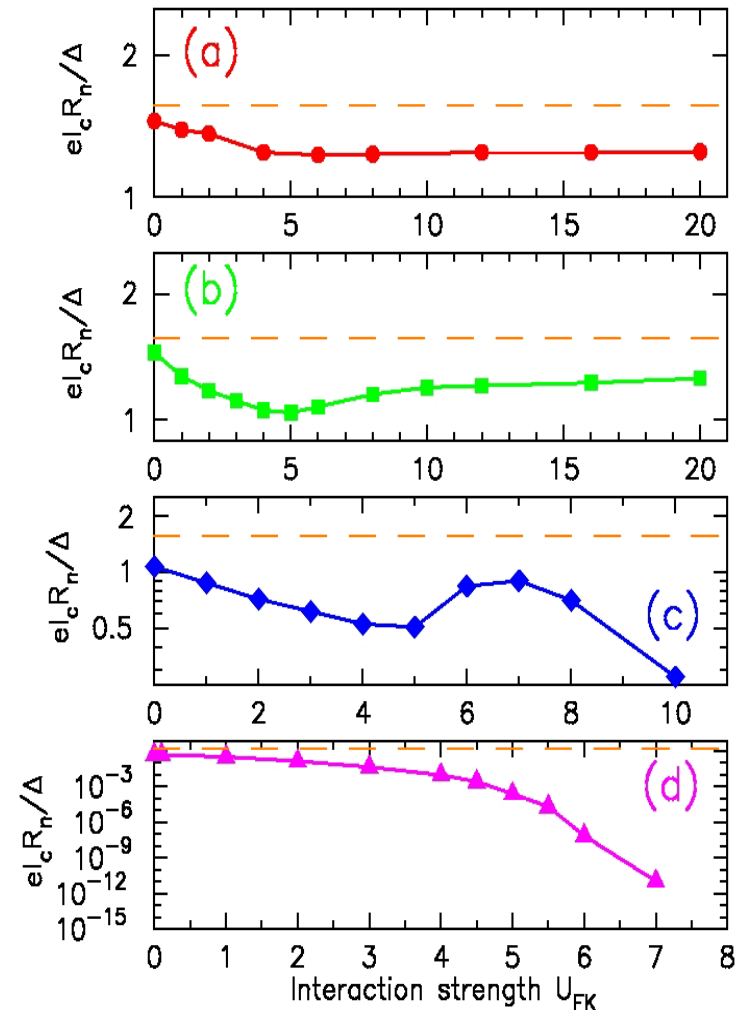 (a)
eI_cR_n/Δ
2
1
0 5 10 15 20
(b)
eI_cR_n/Δ
2
1
0 5 10 15 20
(c)
eI_cR_n/Δ
2
1
0.5
0 2 4 6 8 10
(d)
eI_cR_n/Δ
10^-3
10^-6
10^-9
10^-12
10^-15
0 1 2 3 4 5 6 7 8
Interaction strength U_FK